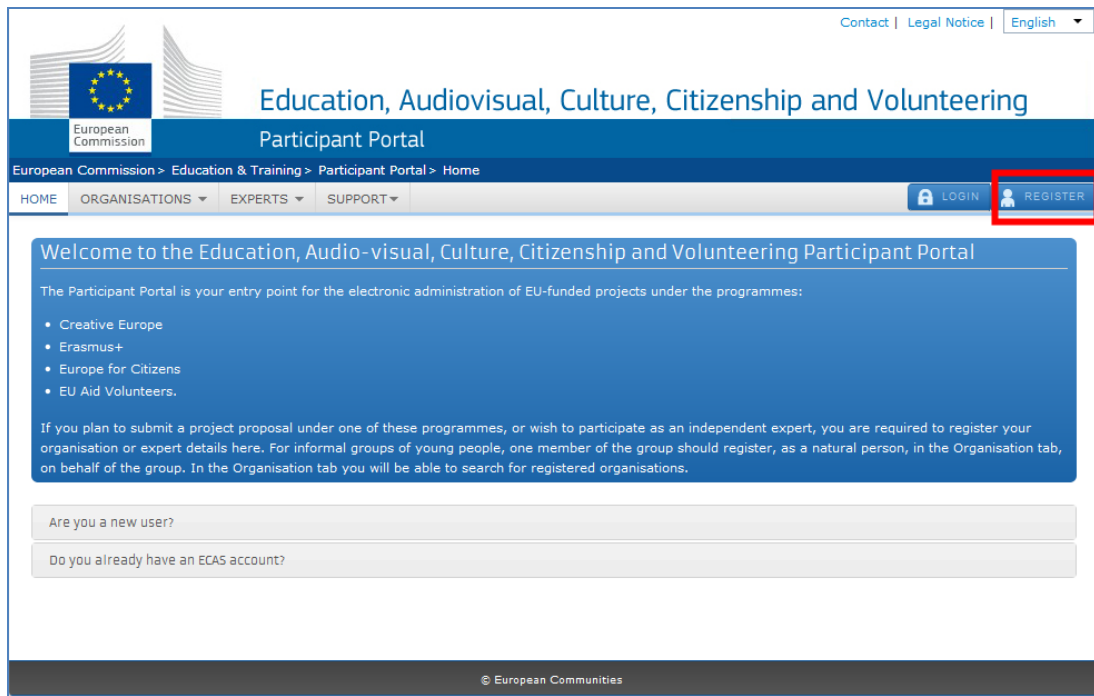 Contact | Legal Notice | English
Education, Audiovisual, Culture, Citizenship and Volunteering
European
Commission
Participant Portal
European Commission > Education & Training > Participant Portal > Home
HOME ORGANISATIONS EXPERTS SUPPORT LOGIN REGISTER
Welcome to the Education, Audio-visual, Culture, Citizenship and Volunteering Participant Portal
The Participant Portal is your entry point for the electronic administration of EU-funded projects under the programmes:
• Creative Europe
• Erasmus+
• Europe for Citizens
• EU Aid Volunteers.
If you plan to submit a project proposal under one of these programmes, or wish to participate as an independent expert, you are required to register your
organisation or expert details here. For informal groups of young people, one member of the group should register, as a natural person, in the Organisation tab,
on behalf of the group. In the Organisation tab you will be able to search for registered organisations.
Are you a new user?
Do you already have an ECAS account?
© European Communities